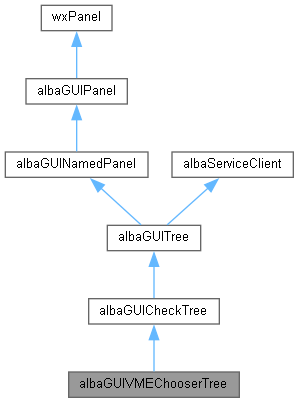 wxPanel
albaGUIPanel
albaGUINamedPanel
albaServiceClient
albaGUITree
albaGUICheckTree
albaGUIVMEChooserTree